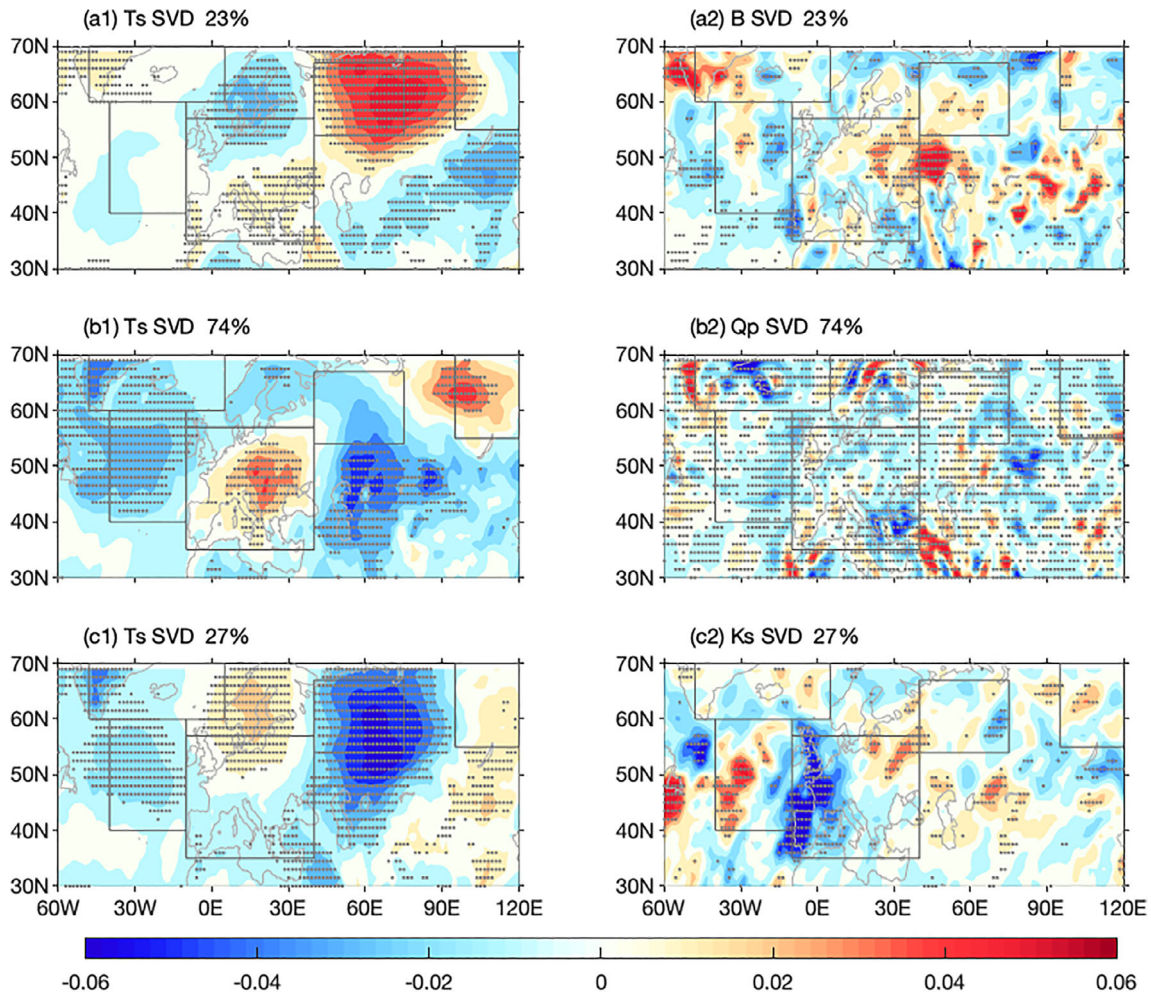 (a1) Ts SVD 23%
(a2) B SVD 23%
70N
60N
50N
40N
30N
70N
60N
50N
40N
30N
(b1) Ts SVD 74%
(b2) Qp SVD 74%
70N
60N
50N
40N
30N
70N
60N
50N
40N
30N
(c1) Ts SVD 27%
(c2) Ks SVD 27%
70N
60N
50N
40N
30N
70N
60N
50N
40N
30N
60W 30W 0E 30E 60E 90E 120E
60W 30W 0E 30E 60E 90E 120E
-0.06 -0.04 -0.02 0 0.02 0.04 0.06